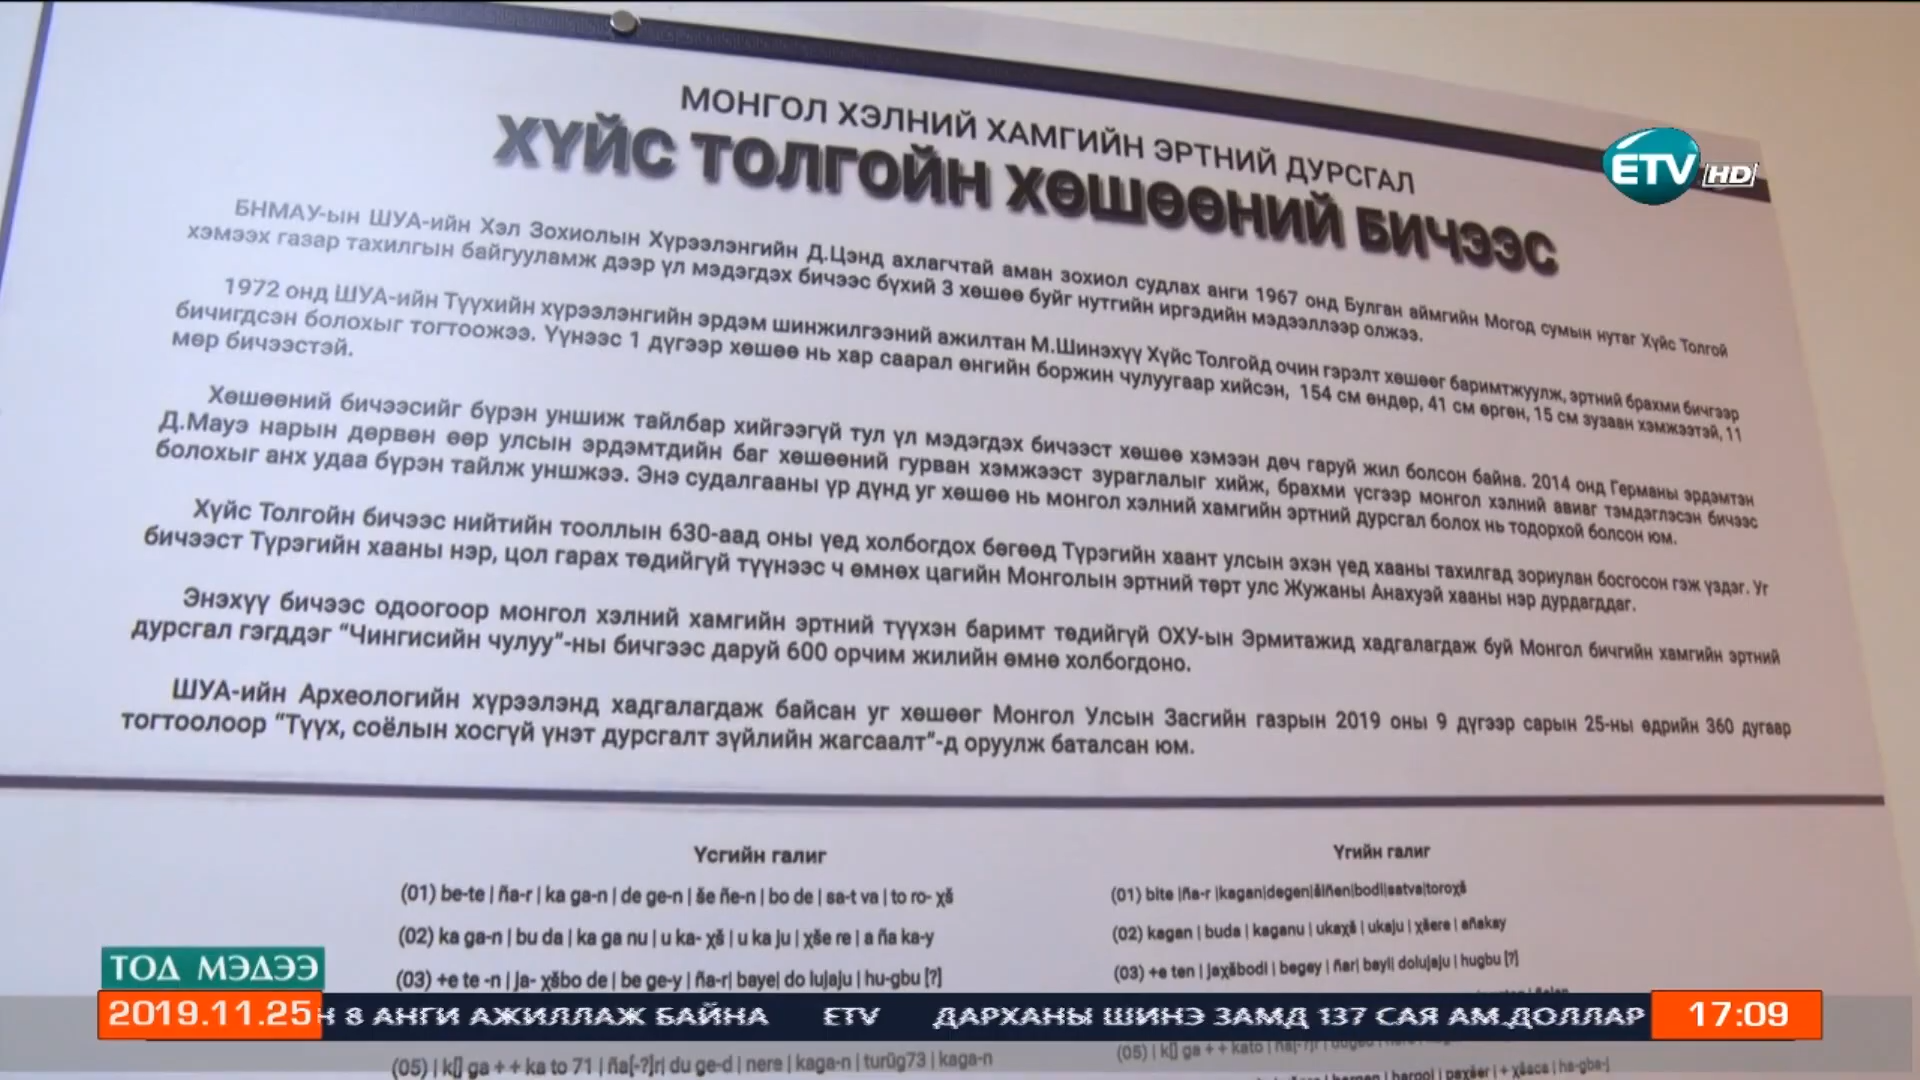 МОНГОЛ ХЭЛНИЙ ХАМГИЙН ЭРТНИЙ ДУРСГАЛ
ХҮЙС ТОЛГОЙН ХӨШӨӨНИЙ БИЧЭЭС
ETV HD
БНМАУ-ын ШУА-ийн Хэл Зохиолын Хүрээлэнгийн Д.Цэнд ахлагчтай аман зохиол судлах анги 1967 онд Булган аймгийн Могод сумын нутаг Хүйс Толгой
хэмээх газар тахилгын байгууламж дээр үл мэдэгдэх бичээс бүхий 3 хөшөө буйг нутгийн иргэдийн мэдээллээр олжээ.
1972 онд ШУА-ийн Түүхийн хүрээлэнгийн эрдэм шинжилгээний ажилтан М.Шинэхүү Хүйс Толгойд очин гэрэлт хөшөөг баримтжуулж, эртний брахми бичгээр
бичигдсэн болохыг тогтоожээ. Үүнээс 1 дүгээр хөшөө нь хар саарал өнгийн боржин чулуугаар хийсэн, 154 см өндөр, 41 см өргөн, 15 см зузаан хэмжээтэй, 11
мөр бичээстэй.
Хөшөөний бичээсийг бүрэн уншиж тайлбар хийгээгүй тул үл мэдэгдэх бичээст хөшөө хэмээн дөч гаруй жил болсон байна. 2014 онд Германы эрдэмтэн
Д.Мауэ нарын дөрвөн өөр улсын эрдэмтдийн баг хөшөөний гурван хэмжээст зураглалыг хийж, брахми үсгээр монгол хэлний авиаг тэмдэглэсэн бичээс
болохыг анх удаа бүрэн тайлж уншжээ. Энэ судалгааны үр дүнд уг хөшөө нь монгол хэлний хамгийн эртний дурсгал болох нь тодорхой болсон юм.
Хүйс Толгойн бичээс нийтийн тооллын 630-аад оны үед холбогдох бөгөөд Түрэгийн хаант улсын эхэн үед хааны тахилгад зориулан босгосон гэж үздэг. Уг
бичээст Түрэгийн хааны нэр, цол гарах төдийгүй түүнээс ч өмнөх цагийн Монголын эртний төрт улс Жужаны Анахуэй хааны нэр дурдагддаг.
Энэхүү бичээс одоогоор монгол хэлний хамгийн эртний түүхэн баримт төдийгүй ОХУ-ын Эрмитажид хадгалагдаж буй Монгол бичгийн хамгийн эртний
дурсгал гэгддэг “Чингисийн чулуу”-ны бичгээс даруй 600 орчим жилийн өмнө холбогдоно.
ШУА-ийн Археологийн хүрээлэнд хадгалагдаж байсан уг хөшөөг Монгол Улсын Засгийн газрын 2019 оны 9 дүгээр сарын 25-ны өдрийн 360 дугаар
тогтоолоор “Түүх, соёлын хосгүй үнэт дурсгалт зүйлийн жагсаалт”-д оруулж баталсан юм.
Үсгийн галиг
(01) be-te | ña-r | ka ga-n | de ge-n | še ñe-n | bo de | sa-t va | to ro- χš
(02) ka ga-n | bu da | ka ga nu | u ka- χš | u ka ju | χše re | a ña ka-y
(03) +e te -n | ja- χšbo de | be ge-y | ña-r| baye| do lujaju | hu-gbu [?]
(05) | k[] ga + + ka to 71 | ña[-?]r| du ge-d | nere | kaga-n | turüg73 | kaga-n
Үгийн галиг
(01) bite |ña-r |kagan|degen|šiñen|bodi|satva|toroχš
(02) kagan | buda | kaganu | ukaχš | ukaju | χšere | añakay
(03) +e ten | jaχšbodi | begey | ñar| bayi| dolujaju | hugbu [?]
ТОД МЭДЭЭ
2019.11.25
Н 8 АНГИ АЖИЛЛАЖ БАЙНА ETV ДАРХАНЫ ШИНЭ ЗАМД 137 САЯ АМ.ДОЛЛАР
17:09